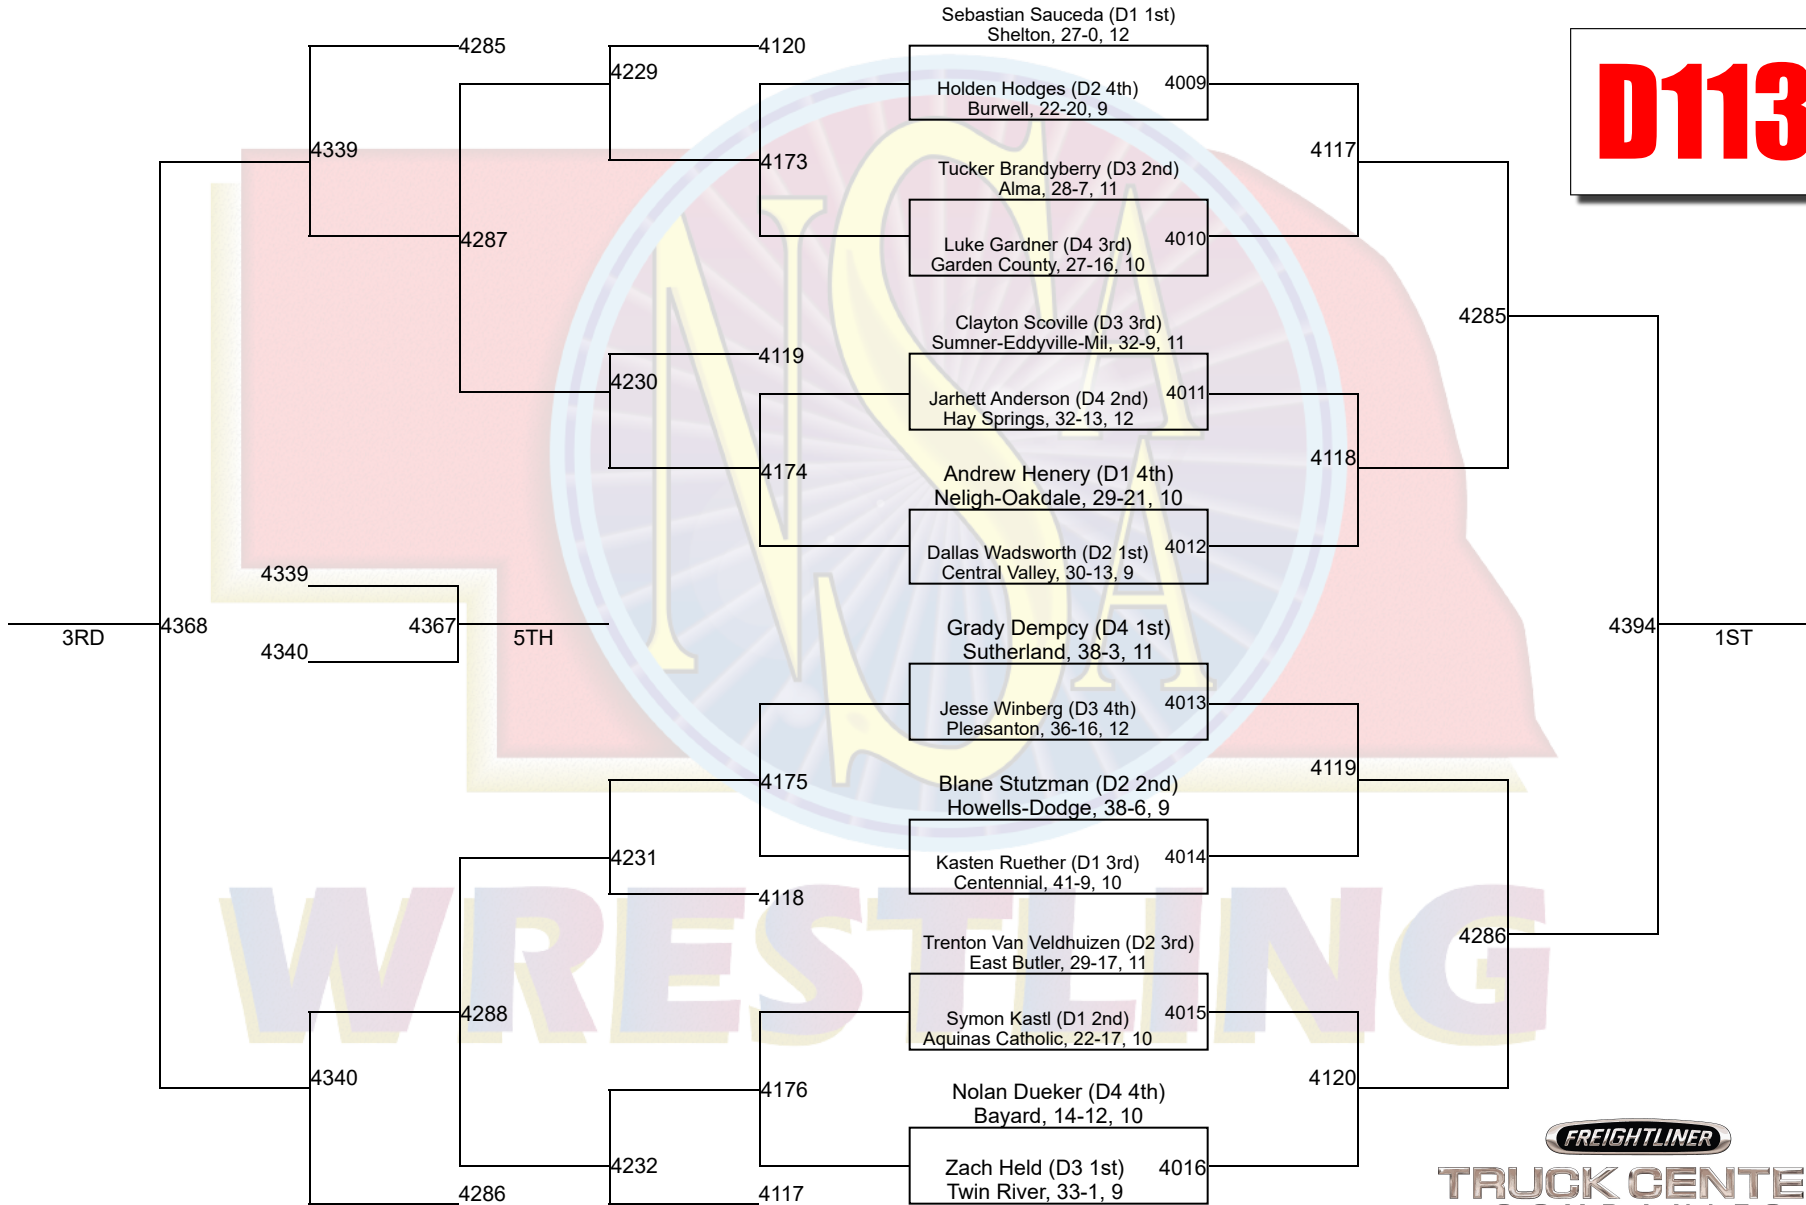 Sebastian Sauceda (D1 1st)
Shelton, 27-0, 12
4285
4120
4229
D113
Holden Hodges (D2 4th)
Burwell, 22-20, 9
4009
4339
4117
4173
Tucker Brandyberry (D3 2nd)
Alma, 28-7, 11
4287
Luke Gardner (D4 3rd)
Garden County, 27-16, 10
4010
Clayton Scoville (D3 3rd)
Sumner-Eddyville-Mil, 32-9, 11
4285
4119
4230
Jarhett Anderson (D4 2nd)
Hay Springs, 32-13, 12
4011
4174
4118
Andrew Henery (D1 4th)
Neligh-Oakdale, 29-21, 10
Dallas Wadsworth (D2 1st)
Central Valley, 30-13, 9
4012
4339
3RD
4368
4367
5TH
4340
Grady Dempcy (D4 1st)
Sutherland, 38-3, 11
4394
1ST
Jesse Winberg (D3 4th)
Pleasanton, 36-16, 12
4013
4175
4119
Blane Stutzman (D2 2nd)
Howells-Dodge, 38-6, 9
4231
Kasten Ruether (D1 3rd)
Centennial, 41-9, 10
4014
4118
Trenton Van Veldhuizen (D2 3rd)
East Butler, 29-17, 11
4286
4288
Symon Kastl (D1 2nd)
Aquinas Catholic, 22-17, 10
4015
4340
4176
4120
Nolan Dueker (D4 4th)
Bayard, 14-12, 10
4232
Zach Held (D3 1st)
Twin River, 33-1, 9
4016
4286
4117
NSAA
WRESTLING
FREIGHTLINER
TRUCK CENTE